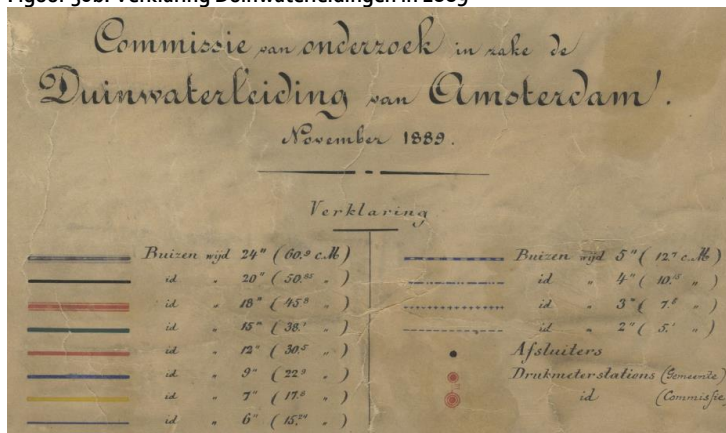 Commissie van onderzoek in zake de
Duinwaterleiding van Amsterdam.
November 1889.
Verklaring
Buizen wijd 24" (60.9 c.M)
id „ 20" (50.65 „ )
id „ 18" (45.8 „ )
id „ 15" (38.1 „ )
id „ 12" (30.5 „ )
id „ 9" (22.9 „ )
id „ 7" (17.8 „ )
id „ 6" (15.24 „ )
Buizen wijd 5" (12.7 c.M)
id „ 4" (10.15 „ )
id „ 3" (7.6 „ )
id „ 2" (5.1 „ )
Afsluiters
Drukmeterstations (Gemeente)
id (Commissie